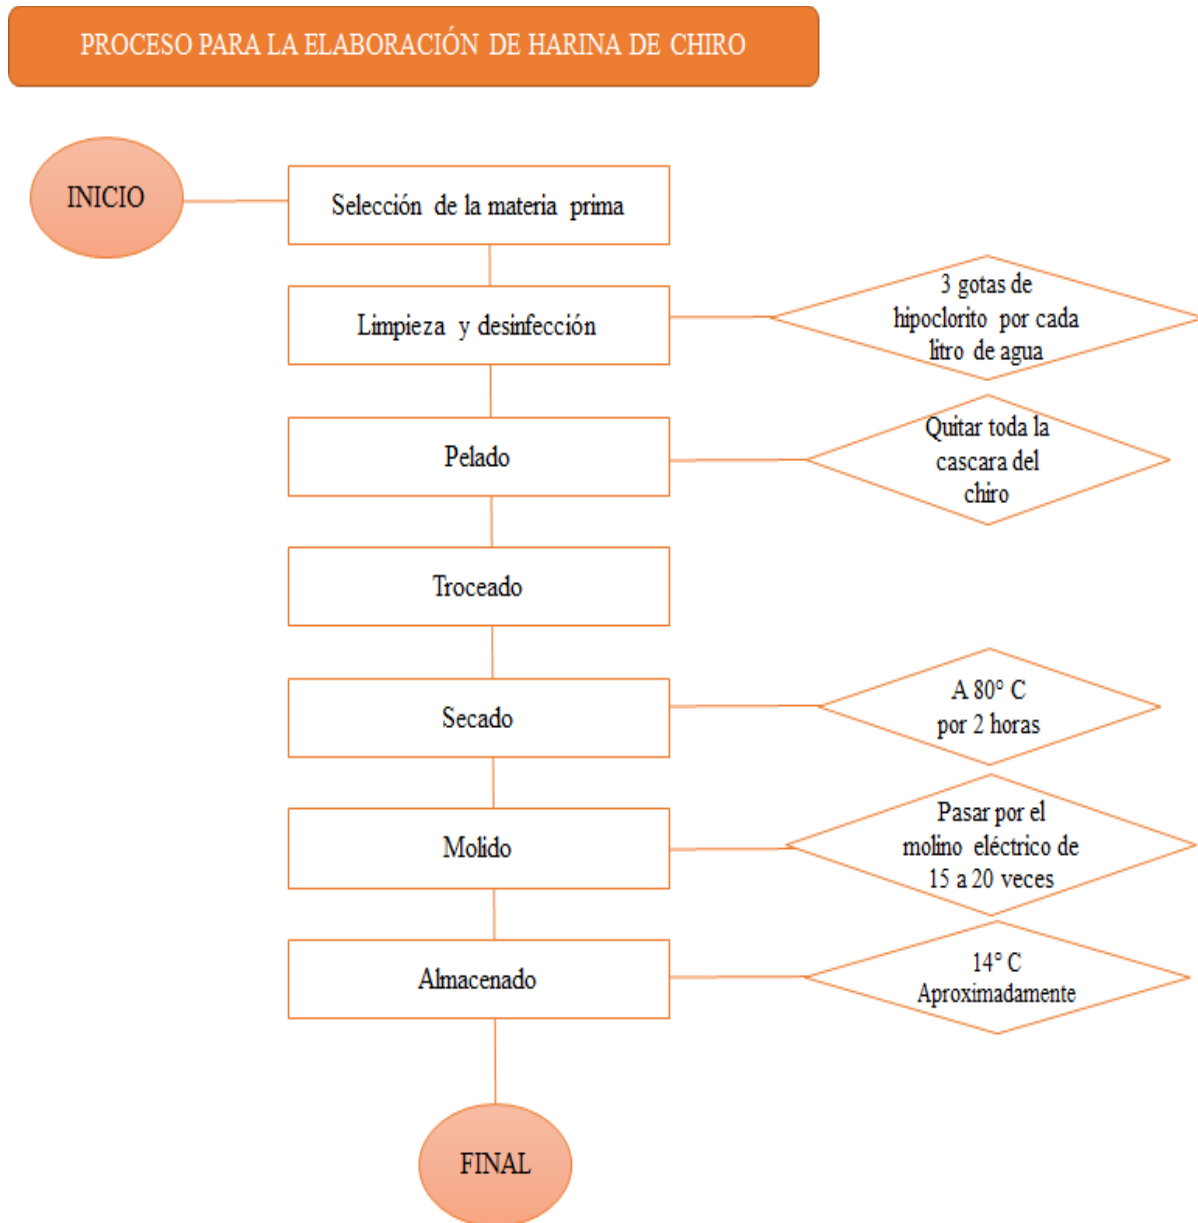 PROCESO PARA LA ELABORACIÓN DE HARINA DE CHIRO
INICIO
Selección de la materia prima
Limpieza y desinfección
3 gotas de
hipoclorito por cada
litro de agua
Pelado
Quitar toda la
cascara del
chiro
Troceado
Secado
A 80° C
por 2 horas
Molido
Pasar por el
molino eléctrico de
15 a 20 veces
Almacenado
14° C
Aproximadamente
FINAL